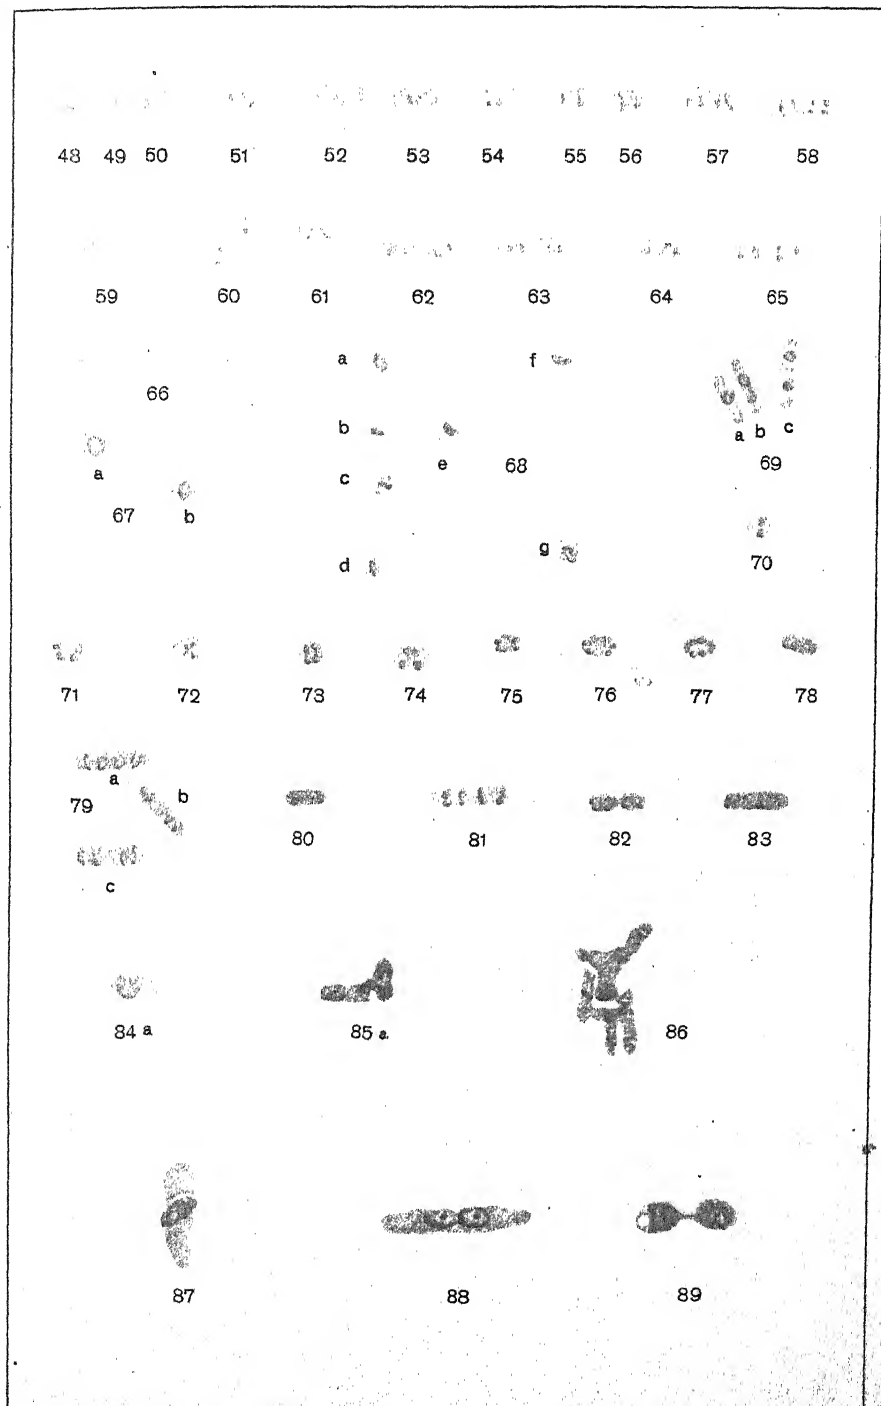 48 49 50 51 52 53 54 55 56 57 58
59 60 61 62 63 64 65
a f
66
b e a b c
a c 68 69
67 b
d g 70
71 72 73 74 75 76 77 78
a
79 b
80 81 82 83
c
84 a 85 a. 86
87 88 89